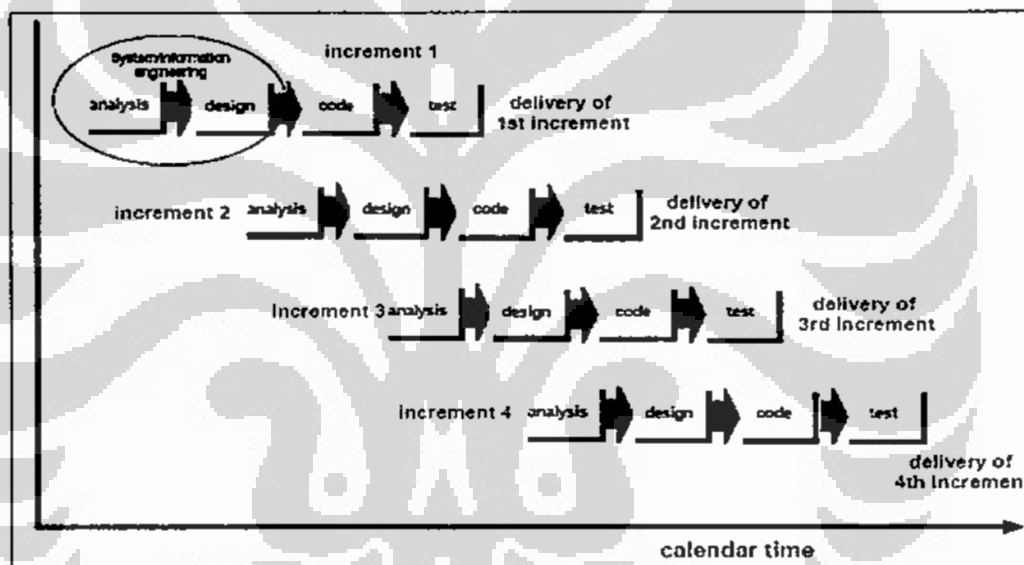 increment 1
System/information
engineering
analysis
design
code
test
delivery of
1st increment
increment 2
analysis
design
code
test
delivery of
2nd increment
Increment 3
analysis
design
code
test
delivery of
3rd Increment
Increment 4
analysis
design
code
test
delivery of
4th Incremen
calendar time